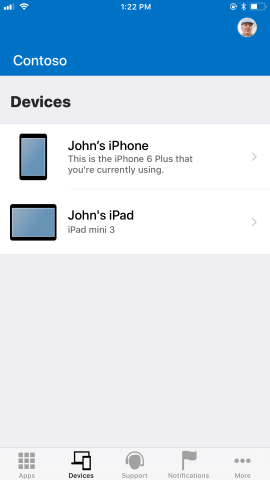 1:22 PM
Contoso
Devices
John’s iPhone
This is the iPhone 6 Plus that
you're currently using.
John's iPad
iPad mini 3
Apps
Devices
Support
Notifications
More